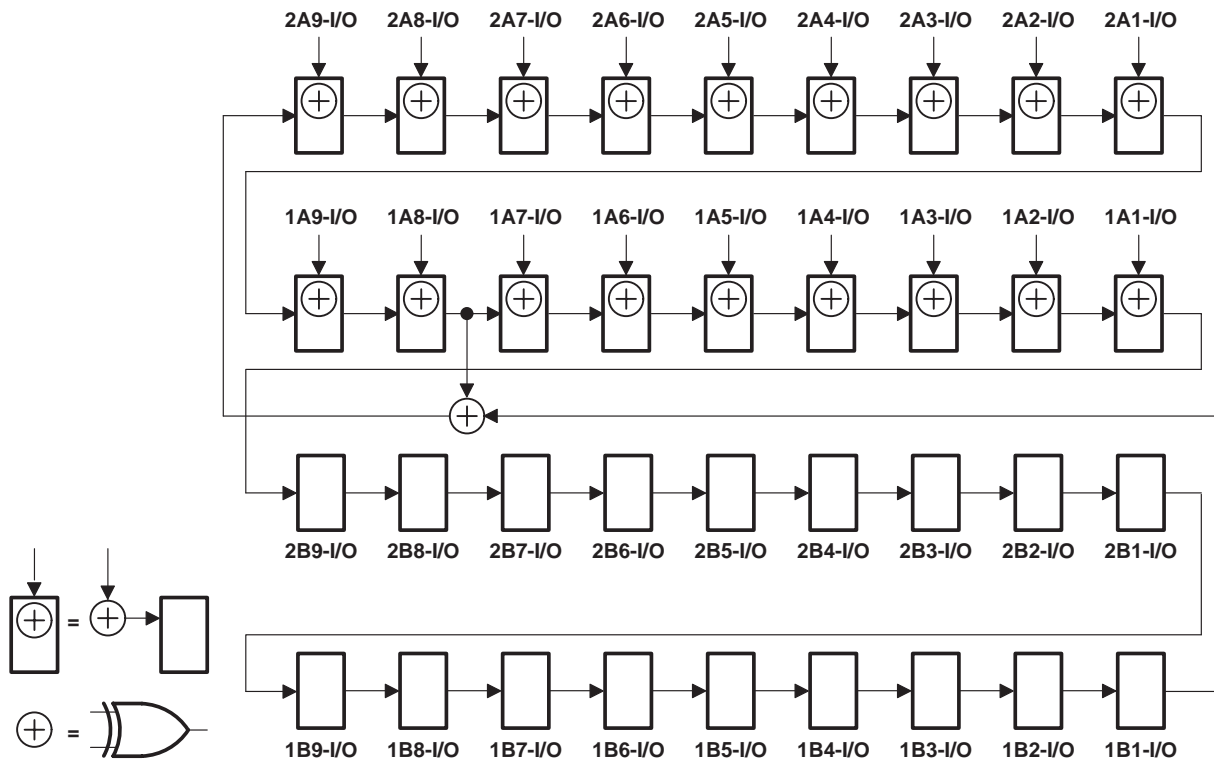 2A9-I/O 2A8-I/O 2A7-I/O 2A6-I/O 2A5-I/O 2A4-I/O 2A3-I/O 2A2-I/O 2A1-I/O
1A9-I/O 1A8-I/O 1A7-I/O 1A6-I/O 1A5-I/O 1A4-I/O 1A3-I/O 1A2-I/O 1A1-I/O
2B9-I/O 2B8-I/O 2B7-I/O 2B6-I/O 2B5-I/O 2B4-I/O 2B3-I/O 2B2-I/O 2B1-I/O
=
=
1B9-I/O 1B8-I/O 1B7-I/O 1B6-I/O 1B5-I/O 1B4-I/O 1B3-I/O 1B2-I/O 1B1-I/O